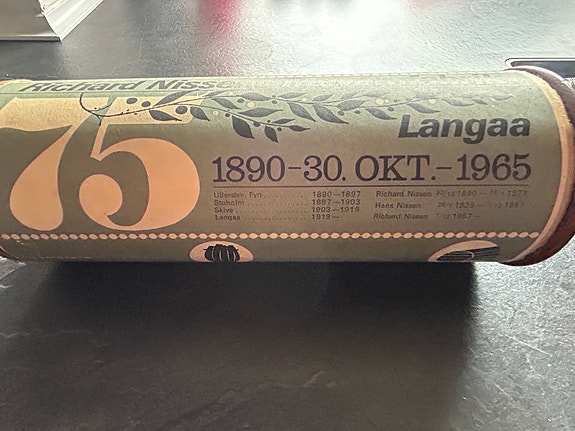 Richard Nissen
75
Langaa
1890-30. OKT.-1965
Ullerslev, Fyn . . . . 1890—1897
Stoholm 1897—1903
Skive . . . . . . . . . . . . 1903—1919
Langaa . . . . . . . . . . 1919—
Richard Nissen
Hans Nissen
Richard Nissen